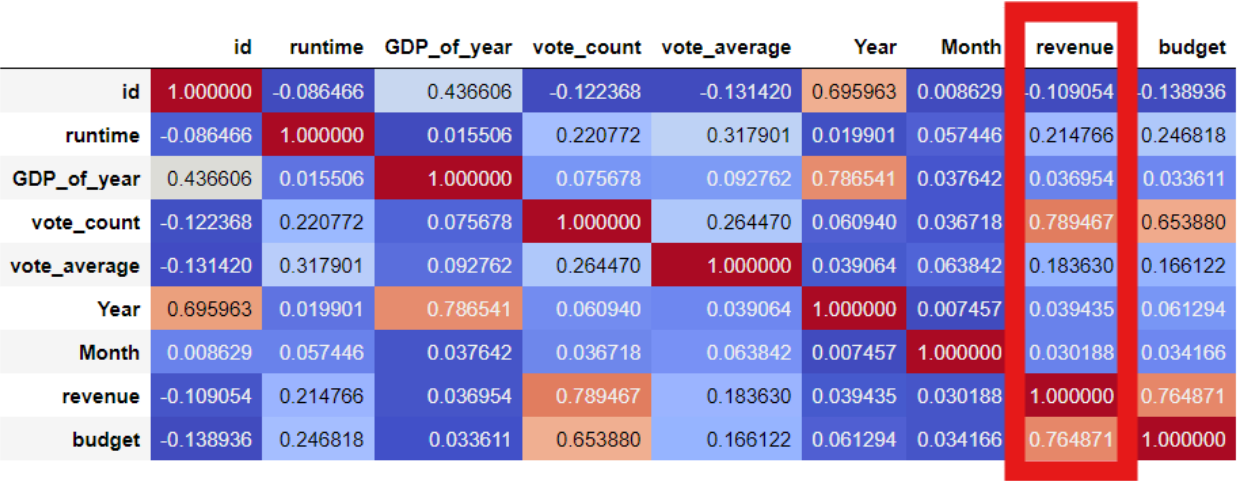 id runtime GDP_of_year vote_count vote_average Year Month revenue budget
id 1.000000 -0.086466 0.436606 -0.122368 -0.131420 0.695963 0.008629 -0.109054 -0.138936
runtime -0.086466 1.000000 0.015506 0.220772 0.317901 0.019901 0.057446 0.214766 0.246818
GDP_of_year 0.436606 0.015506 1.000000 0.075678 0.092762 0.786541 0.037642 0.036954 0.033611
vote_count -0.122368 0.220772 0.075678 1.000000 0.264470 0.060940 0.036718 0.789467 0.653880
vote_average -0.131420 0.317901 0.092762 0.264470 1.000000 0.039064 0.063842 0.183630 0.166122
Year 0.695963 0.019901 0.786541 0.060940 0.039064 1.000000 0.007457 0.039435 0.061294
Month 0.008629 0.057446 0.037642 0.036718 0.063842 0.007457 1.000000 0.030188 0.034166
revenue -0.109054 0.214766 0.036954 0.789467 0.183630 0.039435 0.030188 1.000000 0.764871
budget -0.138936 0.246818 0.033611 0.653880 0.166122 0.061294 0.034166 0.764871 1.000000